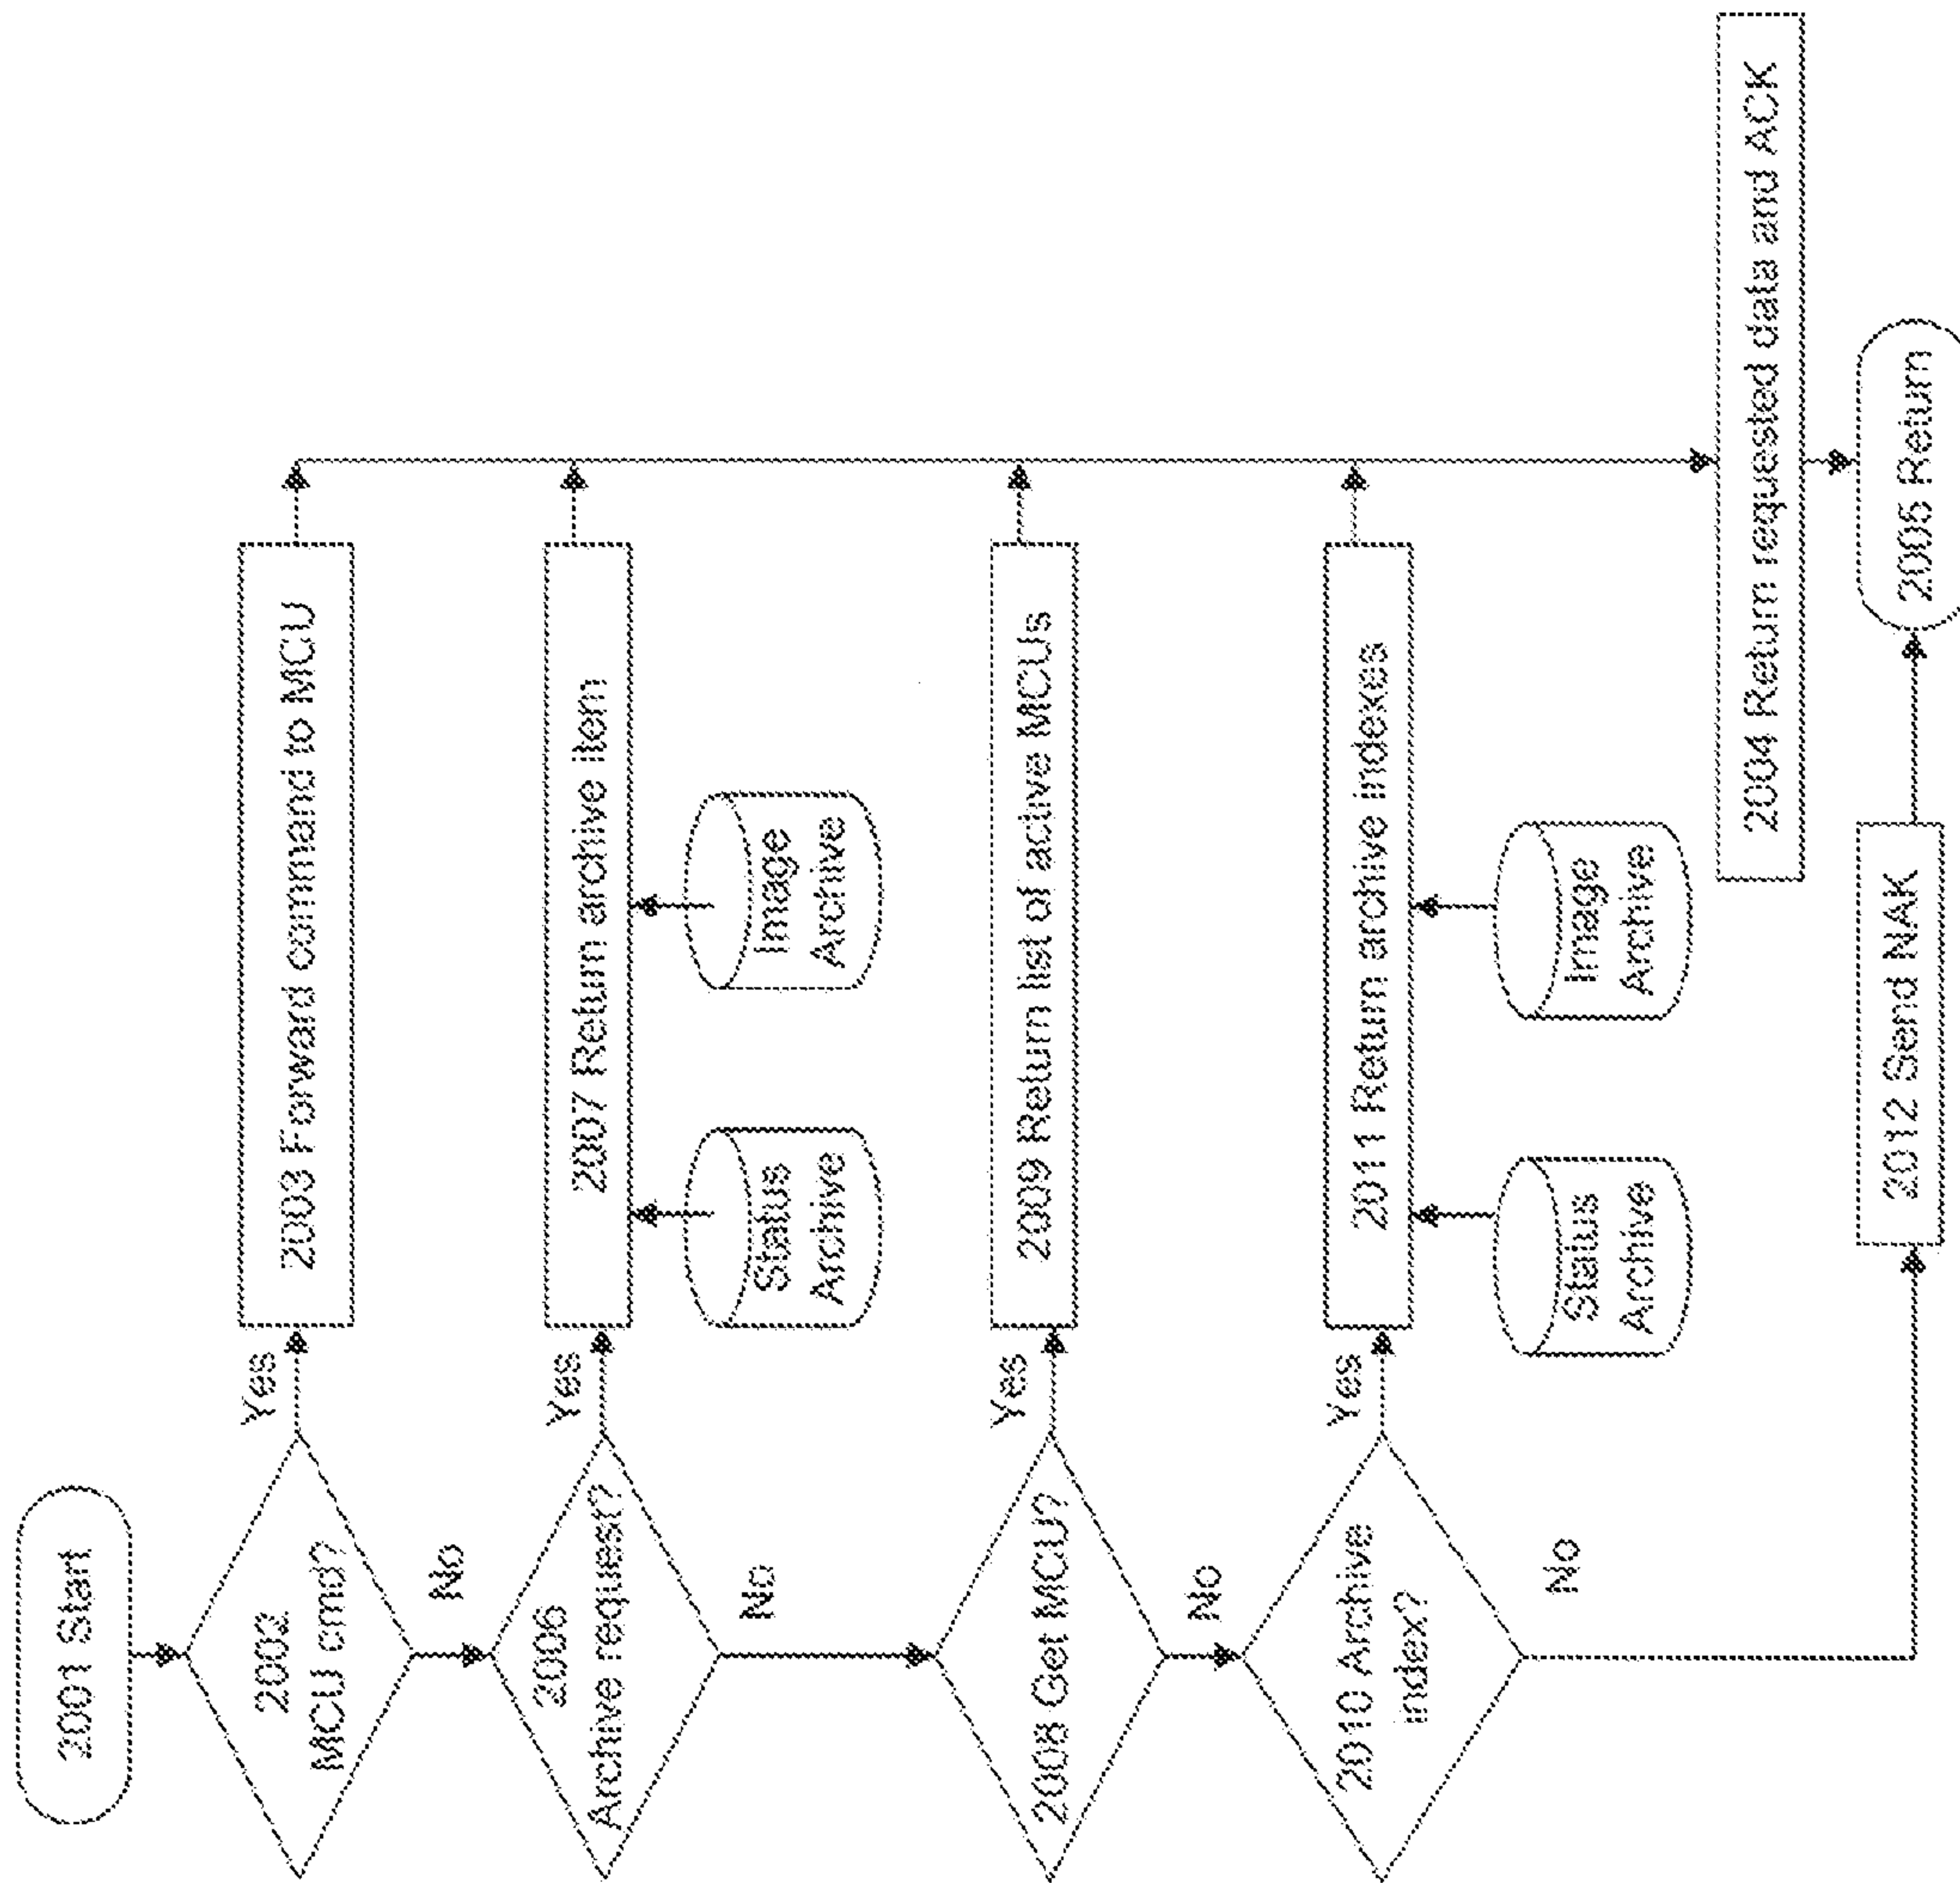 2001 Start
2002
MCU cmd?
Yes
2003 Forward command to MCU
No
2006
Archive request?
Yes
2007 Return archive item
Status
Archive
Image
Archive
No
2008 Get MCU?
Yes
2009 Return list of active MCUs
No
2010 Archive
index?
Yes
2011 Return archive indexes
Status
Archive
Image
Archive
No
2004 Return requested data and ACK
2012 Send NAK
2005 Return